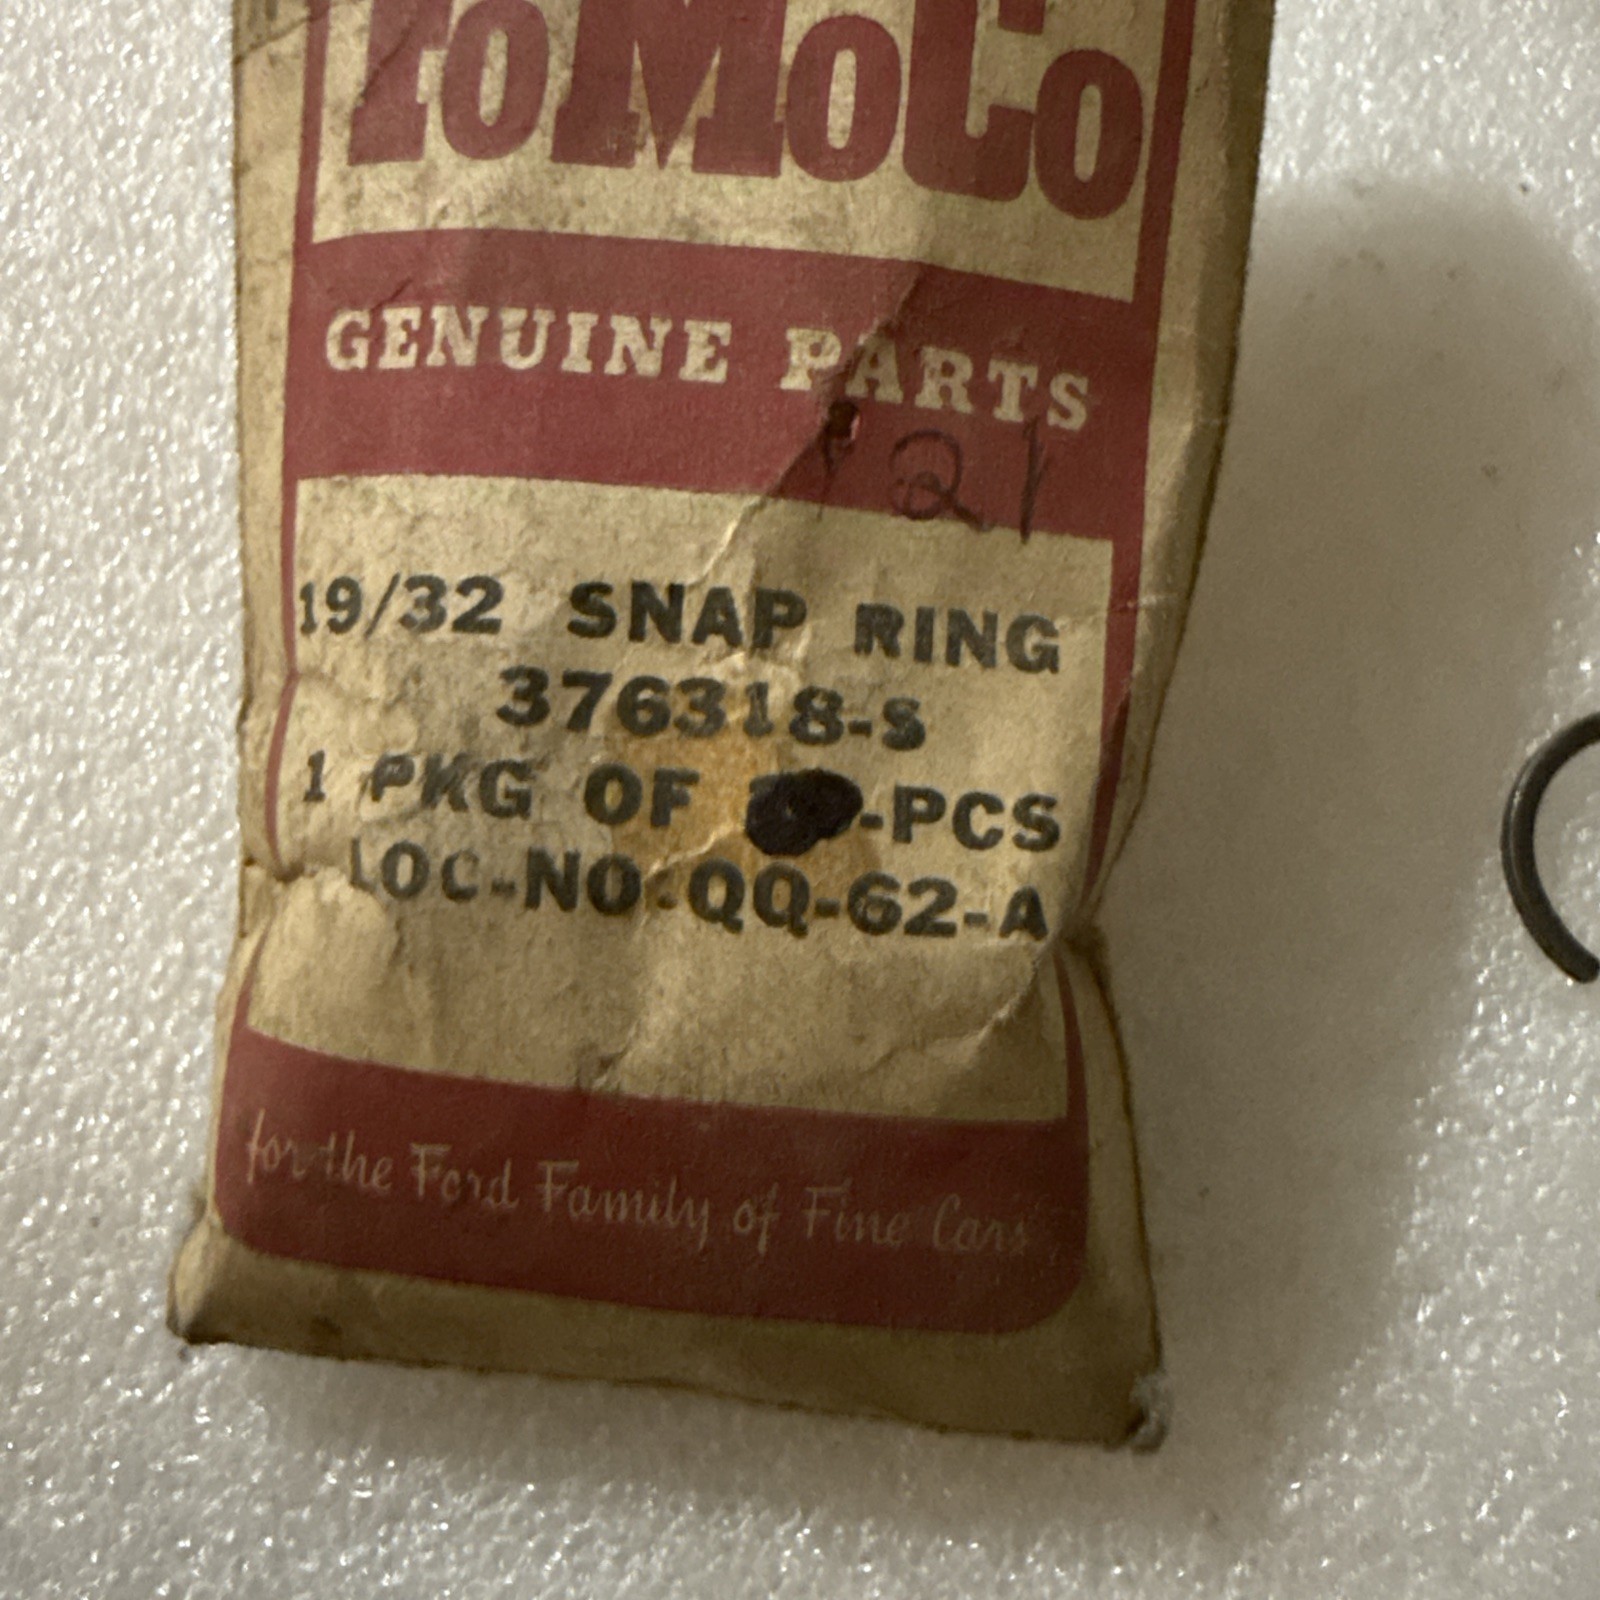 FoMoCo
GENUINE PARTS
121
19/32 SNAP RING
376318-S
1 PKG OF -PCS
LOC-NO:QQ-62-A
for the Ford Family of Fine Cars